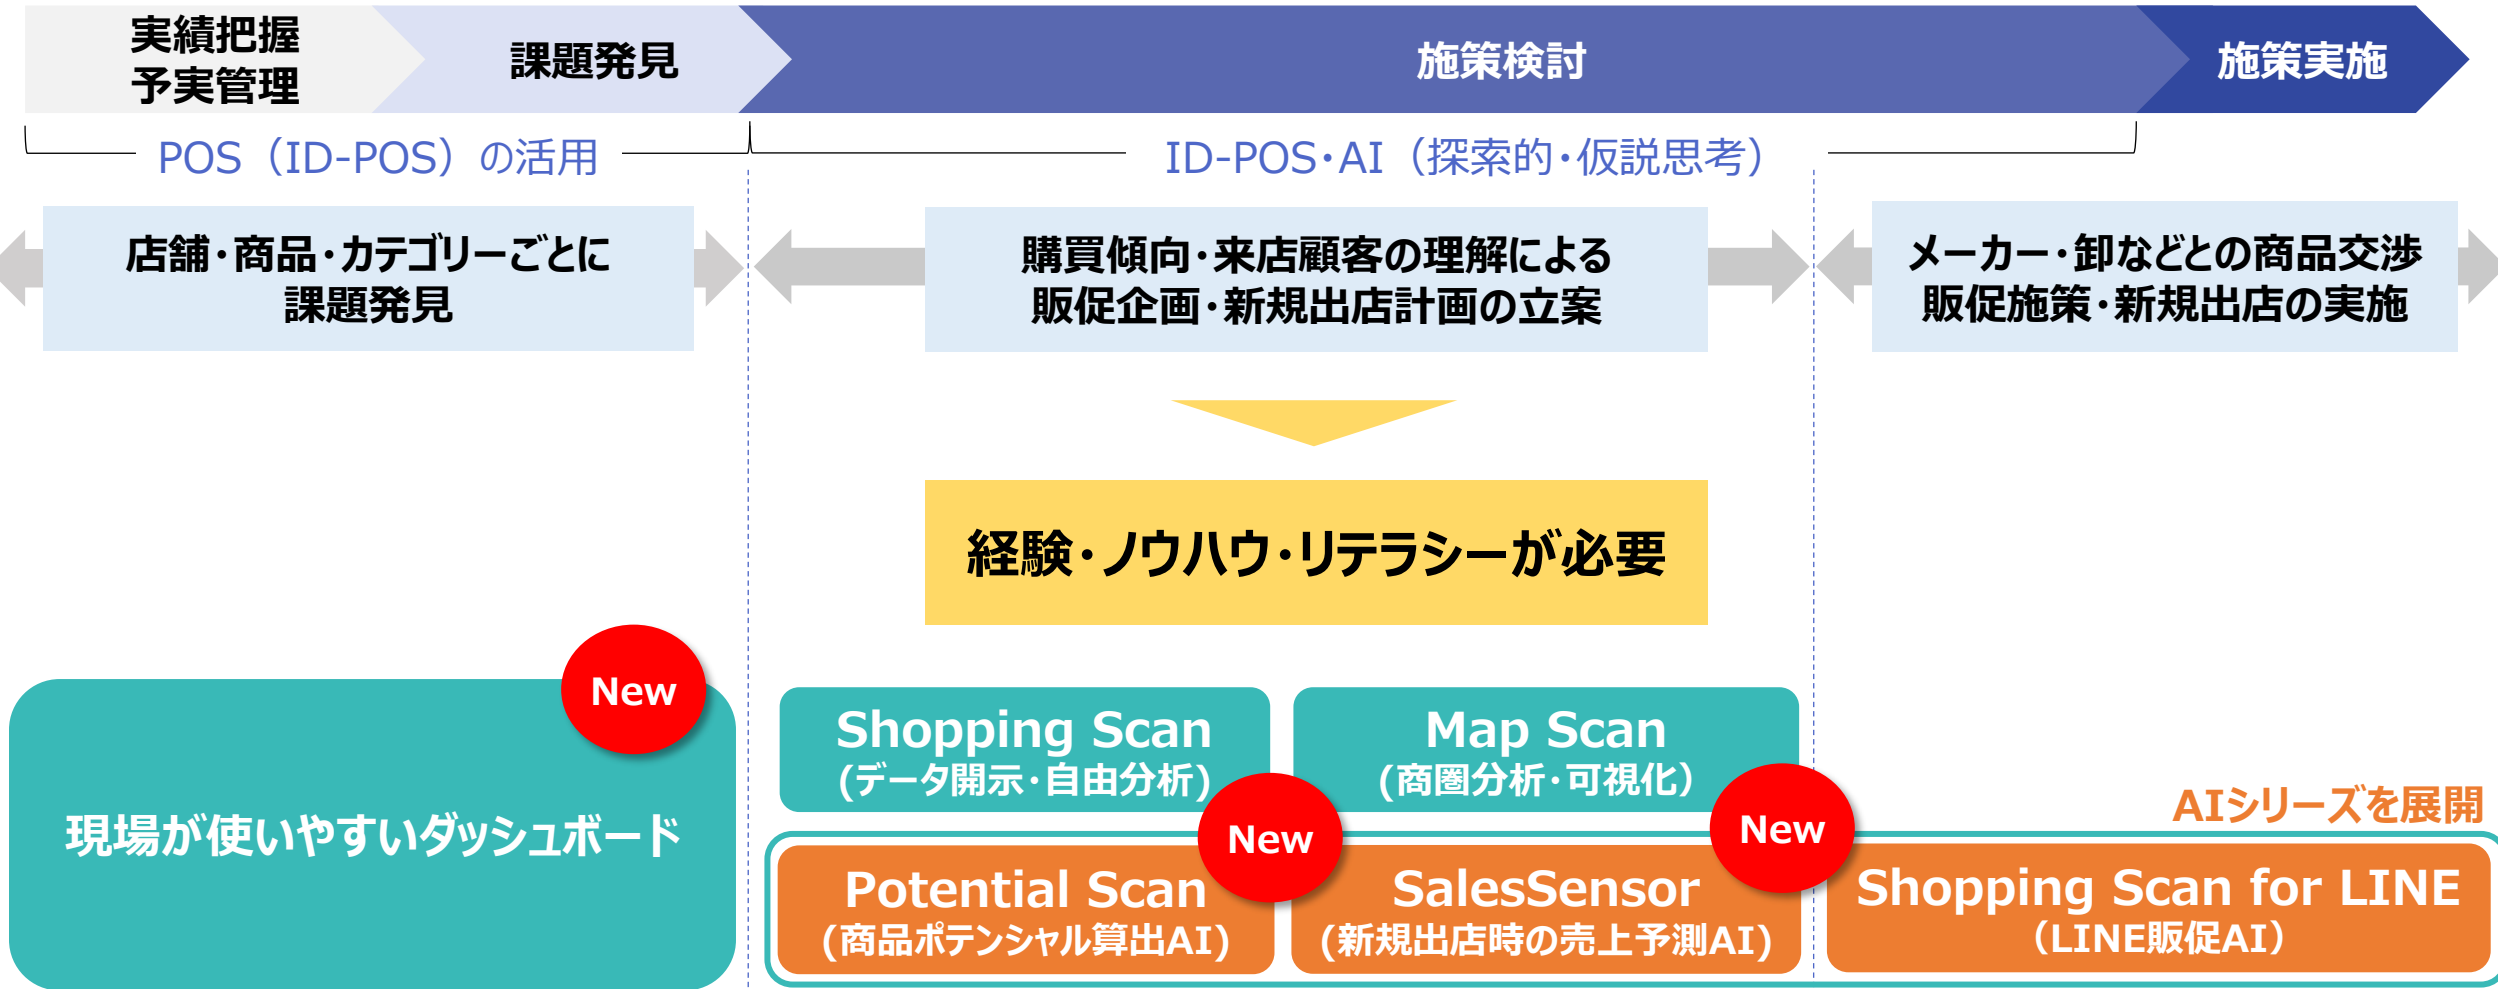 実績把握
予実管理
課題発見
施策検討
施策実施
POS（ID-POS）の活用
ID-POS・AI（探索的・仮説思考）
店舗・商品・カテゴリーごとに
課題発見
購買傾向・来店顧客の理解による
販促企画・新規出店計画の立案
メーカー・卸などとの商品交渉
販促施策・新規出店の実施
経験・ノウハウ・リテラシーが必要
New
現場が使いやすいダッシュボード
Shopping Scan
(データ開示・自由分析)
Map Scan
(商圏分析・可視化）
New
New
AIシリーズを展開
Potential Scan
(商品ポテンシャル算出AI)
SalesSensor
(新規出店時の売上予測AI)
Shopping Scan for LINE
（LINE販促AI）